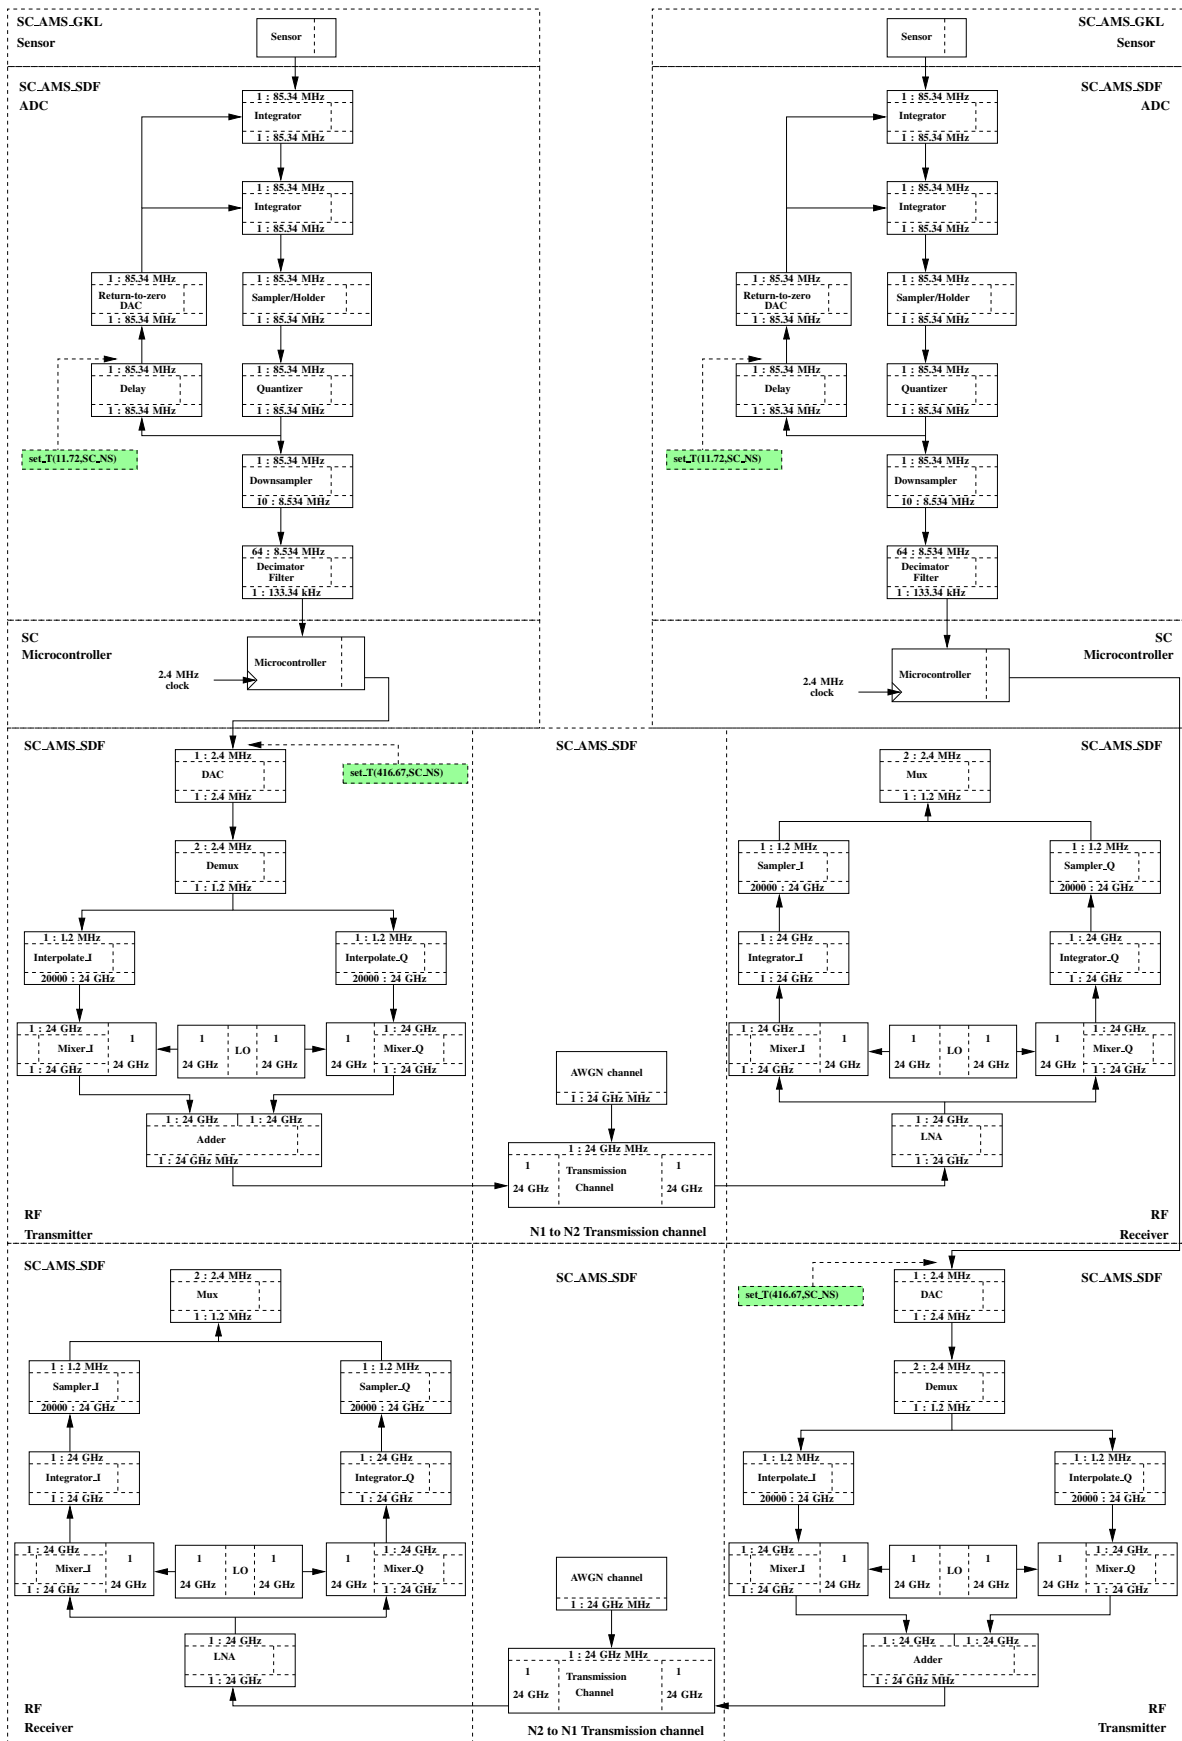 SC_AMS_GKL
Sensor
Sensor
SC_AMS_SDF
ADC
1 : 85.34 MHz
Integrator
1 : 85.34 MHz
1 : 85.34 MHz
Integrator
1 : 85.34 MHz
1 : 85.34 MHz
Return-to-zero
DAC
1 : 85.34 MHz
1 : 85.34 MHz
Sampler/Holder
1 : 85.34 MHz
1 : 85.34 MHz
Delay
1 : 85.34 MHz
1 : 85.34 MHz
Quantizer
1 : 85.34 MHz
set_T(11.72,SC_NS)
1 : 85.34 MHz
Downsampler
10 : 8.534 MHz
64 : 8.534 MHz
Decimator
Filter
1 : 133.34 kHz
SC
Microcontroller
Microcontroller
2.4 MHz
clock
SC_AMS_GKL
Sensor
Sensor
SC_AMS_SDF
ADC
1 : 85.34 MHz
Integrator
1 : 85.34 MHz
1 : 85.34 MHz
Integrator
1 : 85.34 MHz
1 : 85.34 MHz
Return-to-zero
DAC
1 : 85.34 MHz
1 : 85.34 MHz
Sampler/Holder
1 : 85.34 MHz
1 : 85.34 MHz
Delay
1 : 85.34 MHz
1 : 85.34 MHz
Quantizer
1 : 85.34 MHz
set_T(11.72,SC_NS)
1 : 85.34 MHz
Downsampler
10 : 8.534 MHz
64 : 8.534 MHz
Decimator
Filter
1 : 133.34 kHz
SC
Microcontroller
Microcontroller
2.4 MHz
clock
SC_AMS_SDF
1 : 2.4 MHz
DAC
1 : 2.4 MHz
set_T(416.67,SC_NS)
2 : 2.4 MHz
Demux
1 : 1.2 MHz
1 : 1.2 MHz
Interpolate_I
20000 : 24 GHz
1 : 1.2 MHz
Interpolate_Q
20000 : 24 GHz
1 : 24 GHz
Mixer_I
1 : 24 GHz
1
24 GHz
1
24 GHz
LO
1
24 GHz
1
24 GHz
1 : 24 GHz
Mixer_Q
1 : 24 GHz
1 : 24 GHz
1 : 24 GHz
Adder
1 : 24 GHz MHz
RF
Transmitter
SC_AMS_SDF
AWGN channel
1 : 24 GHz MHz
1 : 24 GHz MHz
1
24 GHz
Transmission
Channel
1
24 GHz
N1 to N2 Transmission channel
SC_AMS_SDF
2 : 2.4 MHz
Mux
1 : 1.2 MHz
1 : 1.2 MHz
Sampler_I
20000 : 24 GHz
1 : 1.2 MHz
Sampler_Q
20000 : 24 GHz
1 : 24 GHz
Integrator_I
1 : 24 GHz
1 : 24 GHz
Integrator_Q
1 : 24 GHz
1 : 24 GHz
Mixer_I
1 : 24 GHz
1
24 GHz
1
24 GHz
LO
1
24 GHz
1
24 GHz
1 : 24 GHz
Mixer_Q
1 : 24 GHz
1 : 24 GHz
LNA
1 : 24 GHz
RF
Receiver
SC_AMS_SDF
2 : 2.4 MHz
Mux
1 : 1.2 MHz
1 : 1.2 MHz
Sampler_I
20000 : 24 GHz
1 : 1.2 MHz
Sampler_Q
20000 : 24 GHz
1 : 24 GHz
Integrator_I
1 : 24 GHz
1 : 24 GHz
Integrator_Q
1 : 24 GHz
1 : 24 GHz
Mixer_I
1 : 24 GHz
1
24 GHz
1
24 GHz
LO
1
24 GHz
1
24 GHz
1 : 24 GHz
Mixer_Q
1 : 24 GHz
1 : 24 GHz
LNA
1 : 24 GHz
RF
Receiver
SC_AMS_SDF
AWGN channel
1 : 24 GHz MHz
1 : 24 GHz MHz
1
24 GHz
Transmission
Channel
1
24 GHz
N2 to N1 Transmission channel
SC_AMS_SDF
set_T(416.67,SC_NS)
1 : 2.4 MHz
DAC
1 : 2.4 MHz
2 : 2.4 MHz
Demux
1 : 1.2 MHz
1 : 1.2 MHz
Interpolate_I
20000 : 24 GHz
1 : 1.2 MHz
Interpolate_Q
20000 : 24 GHz
1 : 24 GHz
Mixer_I
1 : 24 GHz
1
24 GHz
1
24 GHz
LO
1
24 GHz
1
24 GHz
1 : 24 GHz
Mixer_Q
1 : 24 GHz
1 : 24 GHz
1 : 24 GHz
Adder
1 : 24 GHz MHz
RF
Transmitter